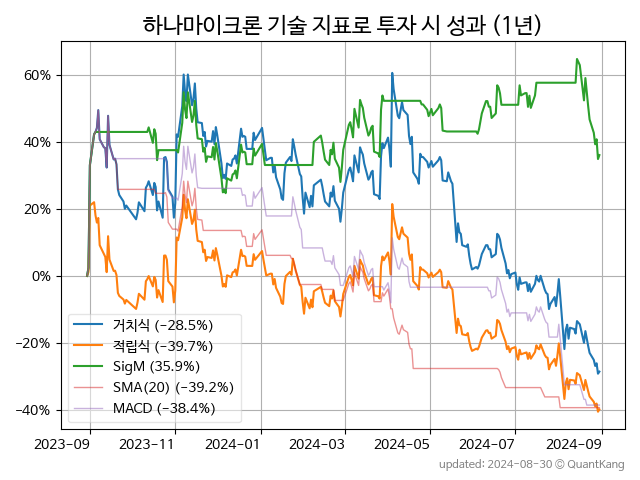 하나마이크론 기술 지표로 투자 시 성과 (1년)
60%
40%
20%
0%
−20%
−40%
거치식 (−28.5%)
적립식 (−39.7%)
SigM (35.9%)
SMA(20) (−39.2%)
MACD (−38.4%)
2023−09 2023−11 2024−01 2024−03 2024−05 2024−07 2024−09
updated: 2024-08-30 © QuantKang